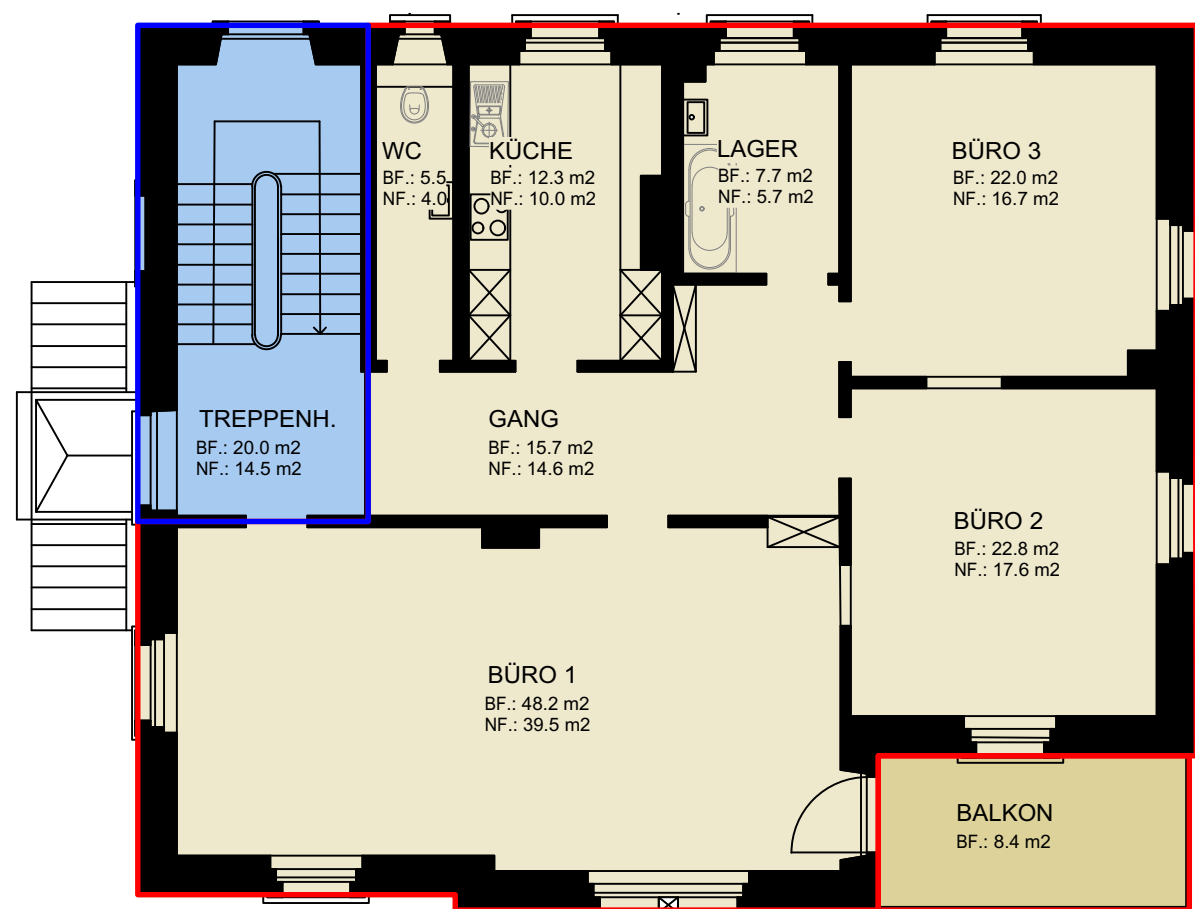 WC
BF.: 5.5
NF.: 4.0
KÜCHE
BF.: 12.3 m2
NF.: 10.0 m2
LAGER
BF.: 7.7 m2
NF.: 5.7 m2
BÜRO 3
BF.: 22.0 m2
NF.: 16.7 m2
TREPPENH.
BF.: 20.0 m2
NF.: 14.5 m2
GANG
BF.: 15.7 m2
NF.: 14.6 m2
BÜRO 2
BF.: 22.8 m2
NF.: 17.6 m2
BÜRO 1
BF.: 48.2 m2
NF.: 39.5 m2
BALKON
BF.: 8.4 m2